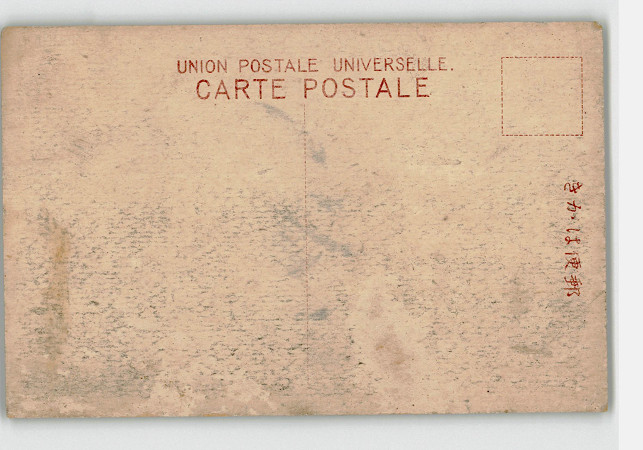 UNION POSTALE UNIVERSELLE.
CARTE POSTALE
きかは便郵